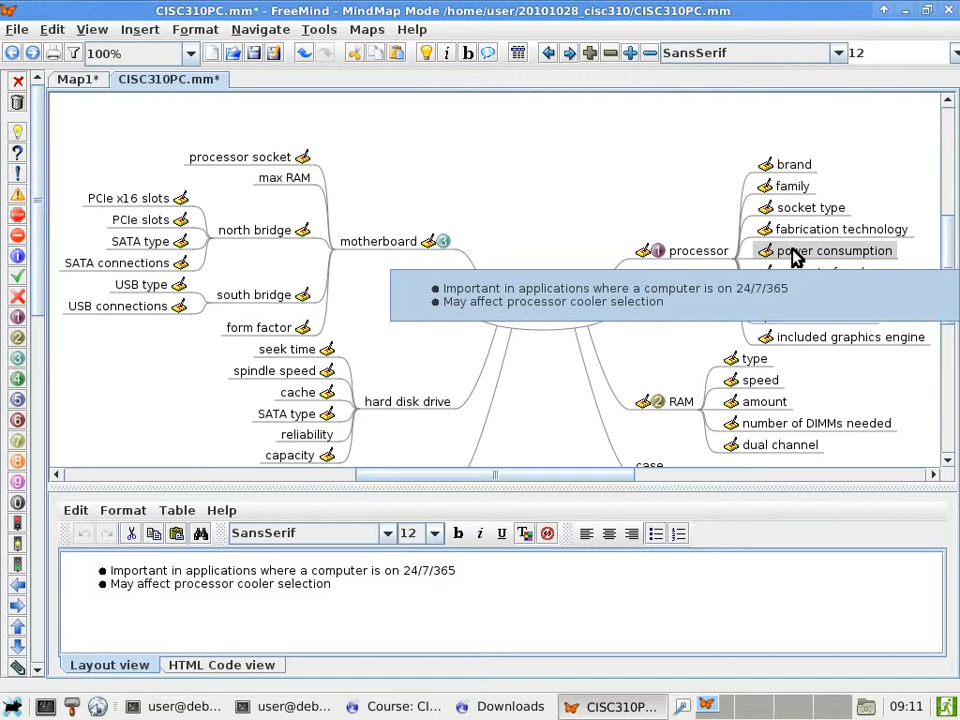 CISC310PC.mm* - FreeMind - MindMap Mode /home/user/20101028_cisc310/CISC310PC.mm
File Edit View Insert Format Navigate Tools Maps Help
100% SansSerif 12
Map1* CISC310PC.mm*
processor socket
max RAM
PCIe x16 slots
PCIe slots
north bridge
SATA type
SATA connections
motherboard 3
USB type
south bridge
USB connections
form factor
seek time
spindle speed
cache
hard disk drive
SATA type
reliability
capacity
brand
family
socket type
fabrication technology
1 processor
power consumption
Important in applications where a computer is on 24/7/365
May affect processor cooler selection
included graphics engine
type
speed
2 RAM
amount
number of DIMMs needed
dual channel
case
Edit Format Table Help
SansSerif 12 b i U
Important in applications where a computer is on 24/7/365
May affect processor cooler selection
Layout view HTML Code view
user@deb... user@deb... Course: CI... Downloads CISC310P... 09:11